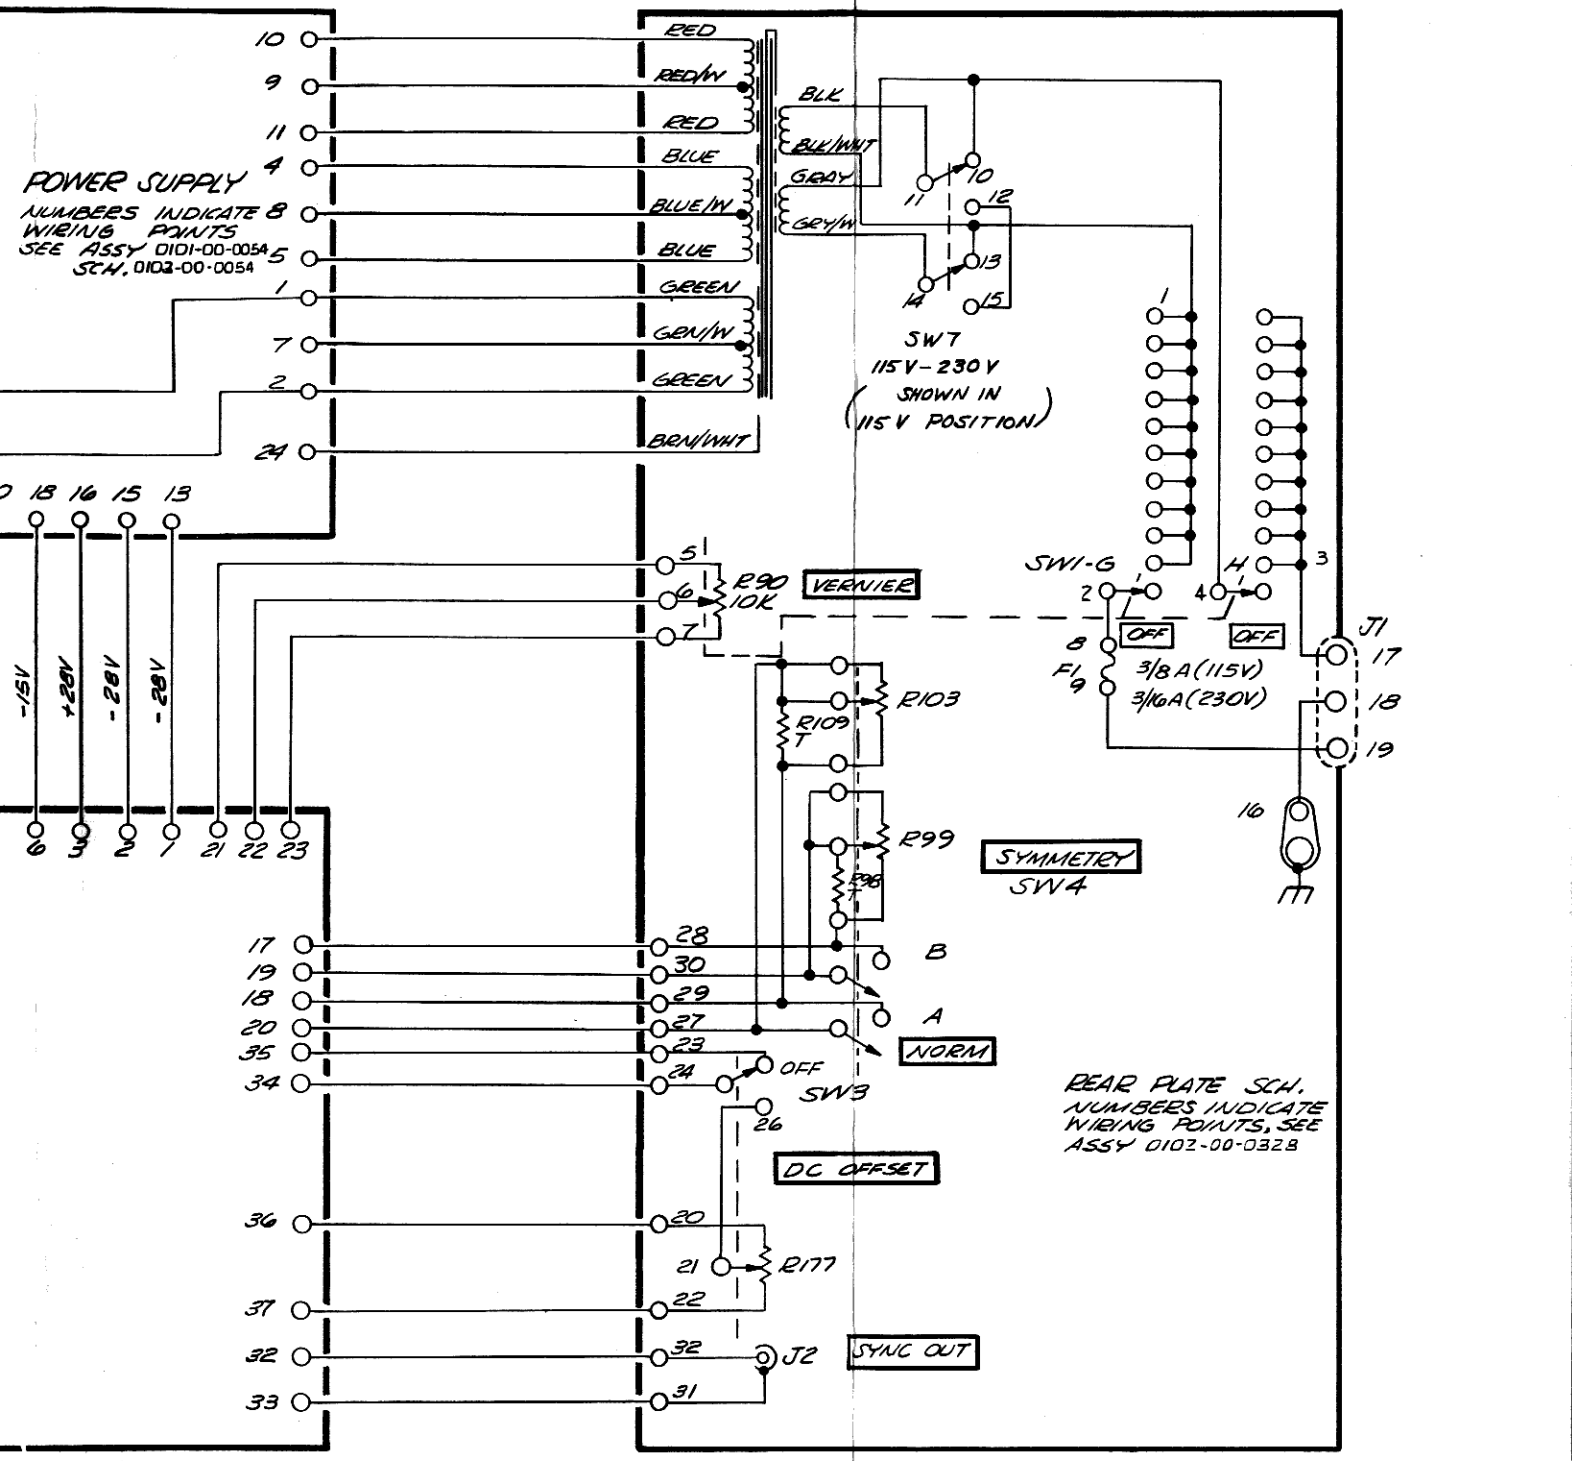 10 RED
9 RED/W
11 RED
4 BLUE
8 BLUE/W
5 BLUE
1 GREEN
7 GRN/W
2 GREEN
24 BRN/WHT
POWER SUPPLY
NUMBERS INDICATE
WIRING POINTS
SEE ASSY 0101-00-0054
SCH. 0103-00-0054
BLK
BLK/WHT
GRAY
GRY/W
11 10
12
13
14 15
SW7
115V-230V
(SHOWN IN
115V POSITION)
1
SW1-G H 3
2 4
OFF OFF
8
F1 3/8 A (115V)
9 3/16A (230V)
J1
17
18
19
16
18 16 15 13
-15V +28V -28V -28V
6 3 2 1 21 22 23
5
6 R90
10K
7
VERNIER
R103
R109
T
R99
R98
T
SYMMETRY
SW4
17 28 B
19 30
18 29 A
20 27
NORM
35 23 OFF
34 24 SW3
26
DC OFFSET
36 20
21 R177
37 22
32 32 J2 SYNC OUT
33 31
REAR PLATE SCH.
NUMBERS INDICATE
WIRING POINTS, SEE
ASSY 0102-00-0328